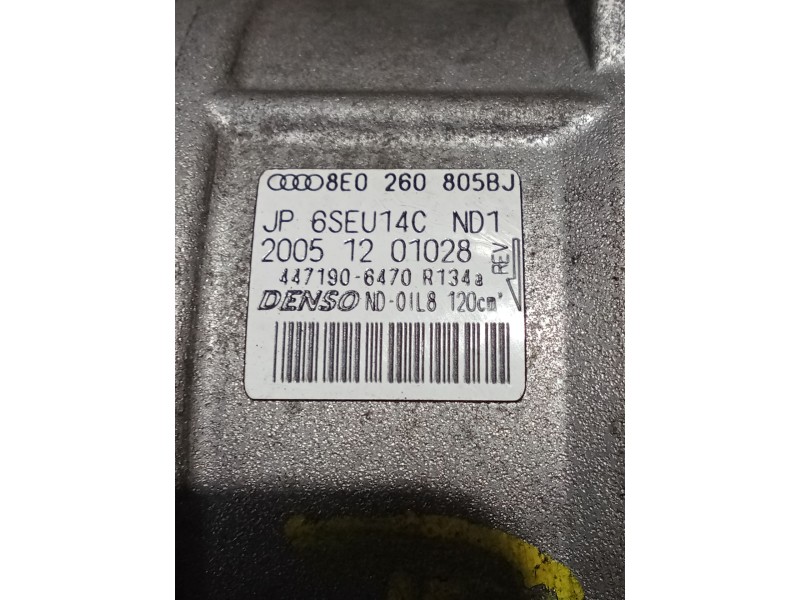 8E0 260 805BJ
JP 6SEU14C ND1
2005 12 01028
REV
447190-6470 R134a
DENSO ND-OIL8 120cm³